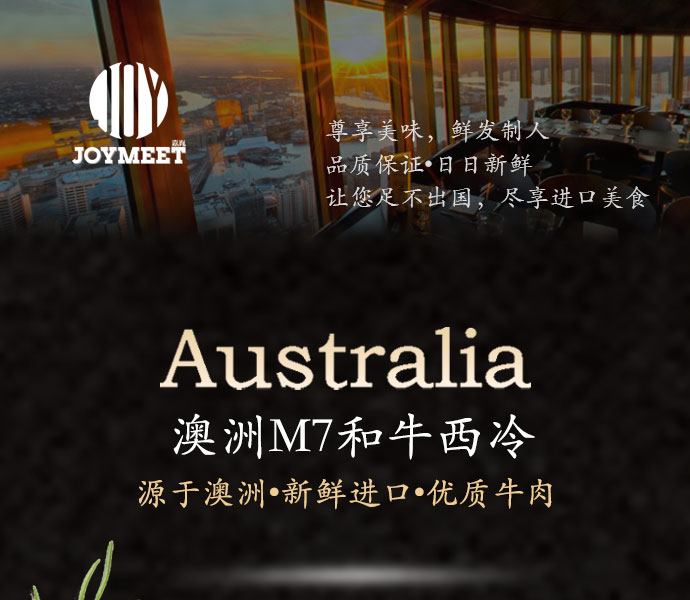 JOYMEET
尊享美味，鲜发制人
品质保证•日日新鲜
让您足不出国，尽享进口美食
Australia
澳洲M7和牛西冷
源于澳洲•新鲜进口•优质牛肉